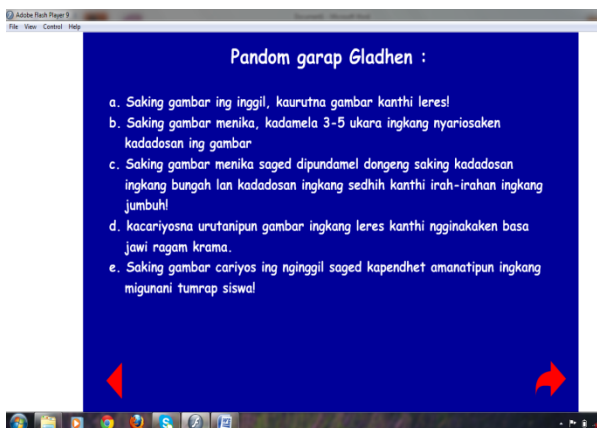 Adobe Flash Player 9
File View Control Help
Pandom garap Gladhen :
a. Saking gambar ing inggil, kaurutna gambar kanthi leres!
b. Saking gambar menika, kadamela 3-5 ukara ingkang nyariosaken
kadadosan ing gambar
c. Saking gambar menika saged dipundamel dongeng saking kadadosan
ingkang bungah lan kadadosan ingkang sedhih kanthi irah-irahan ingkang
jumbuh!
d. kacariyosna urutanipun gambar ingkang leres kanthi ngginakaken basa
jawi ragam krama.
e. Saking gambar cariyos ing nginggil saged kapendhet amanatipun ingkang
migunani tumrap siswa!